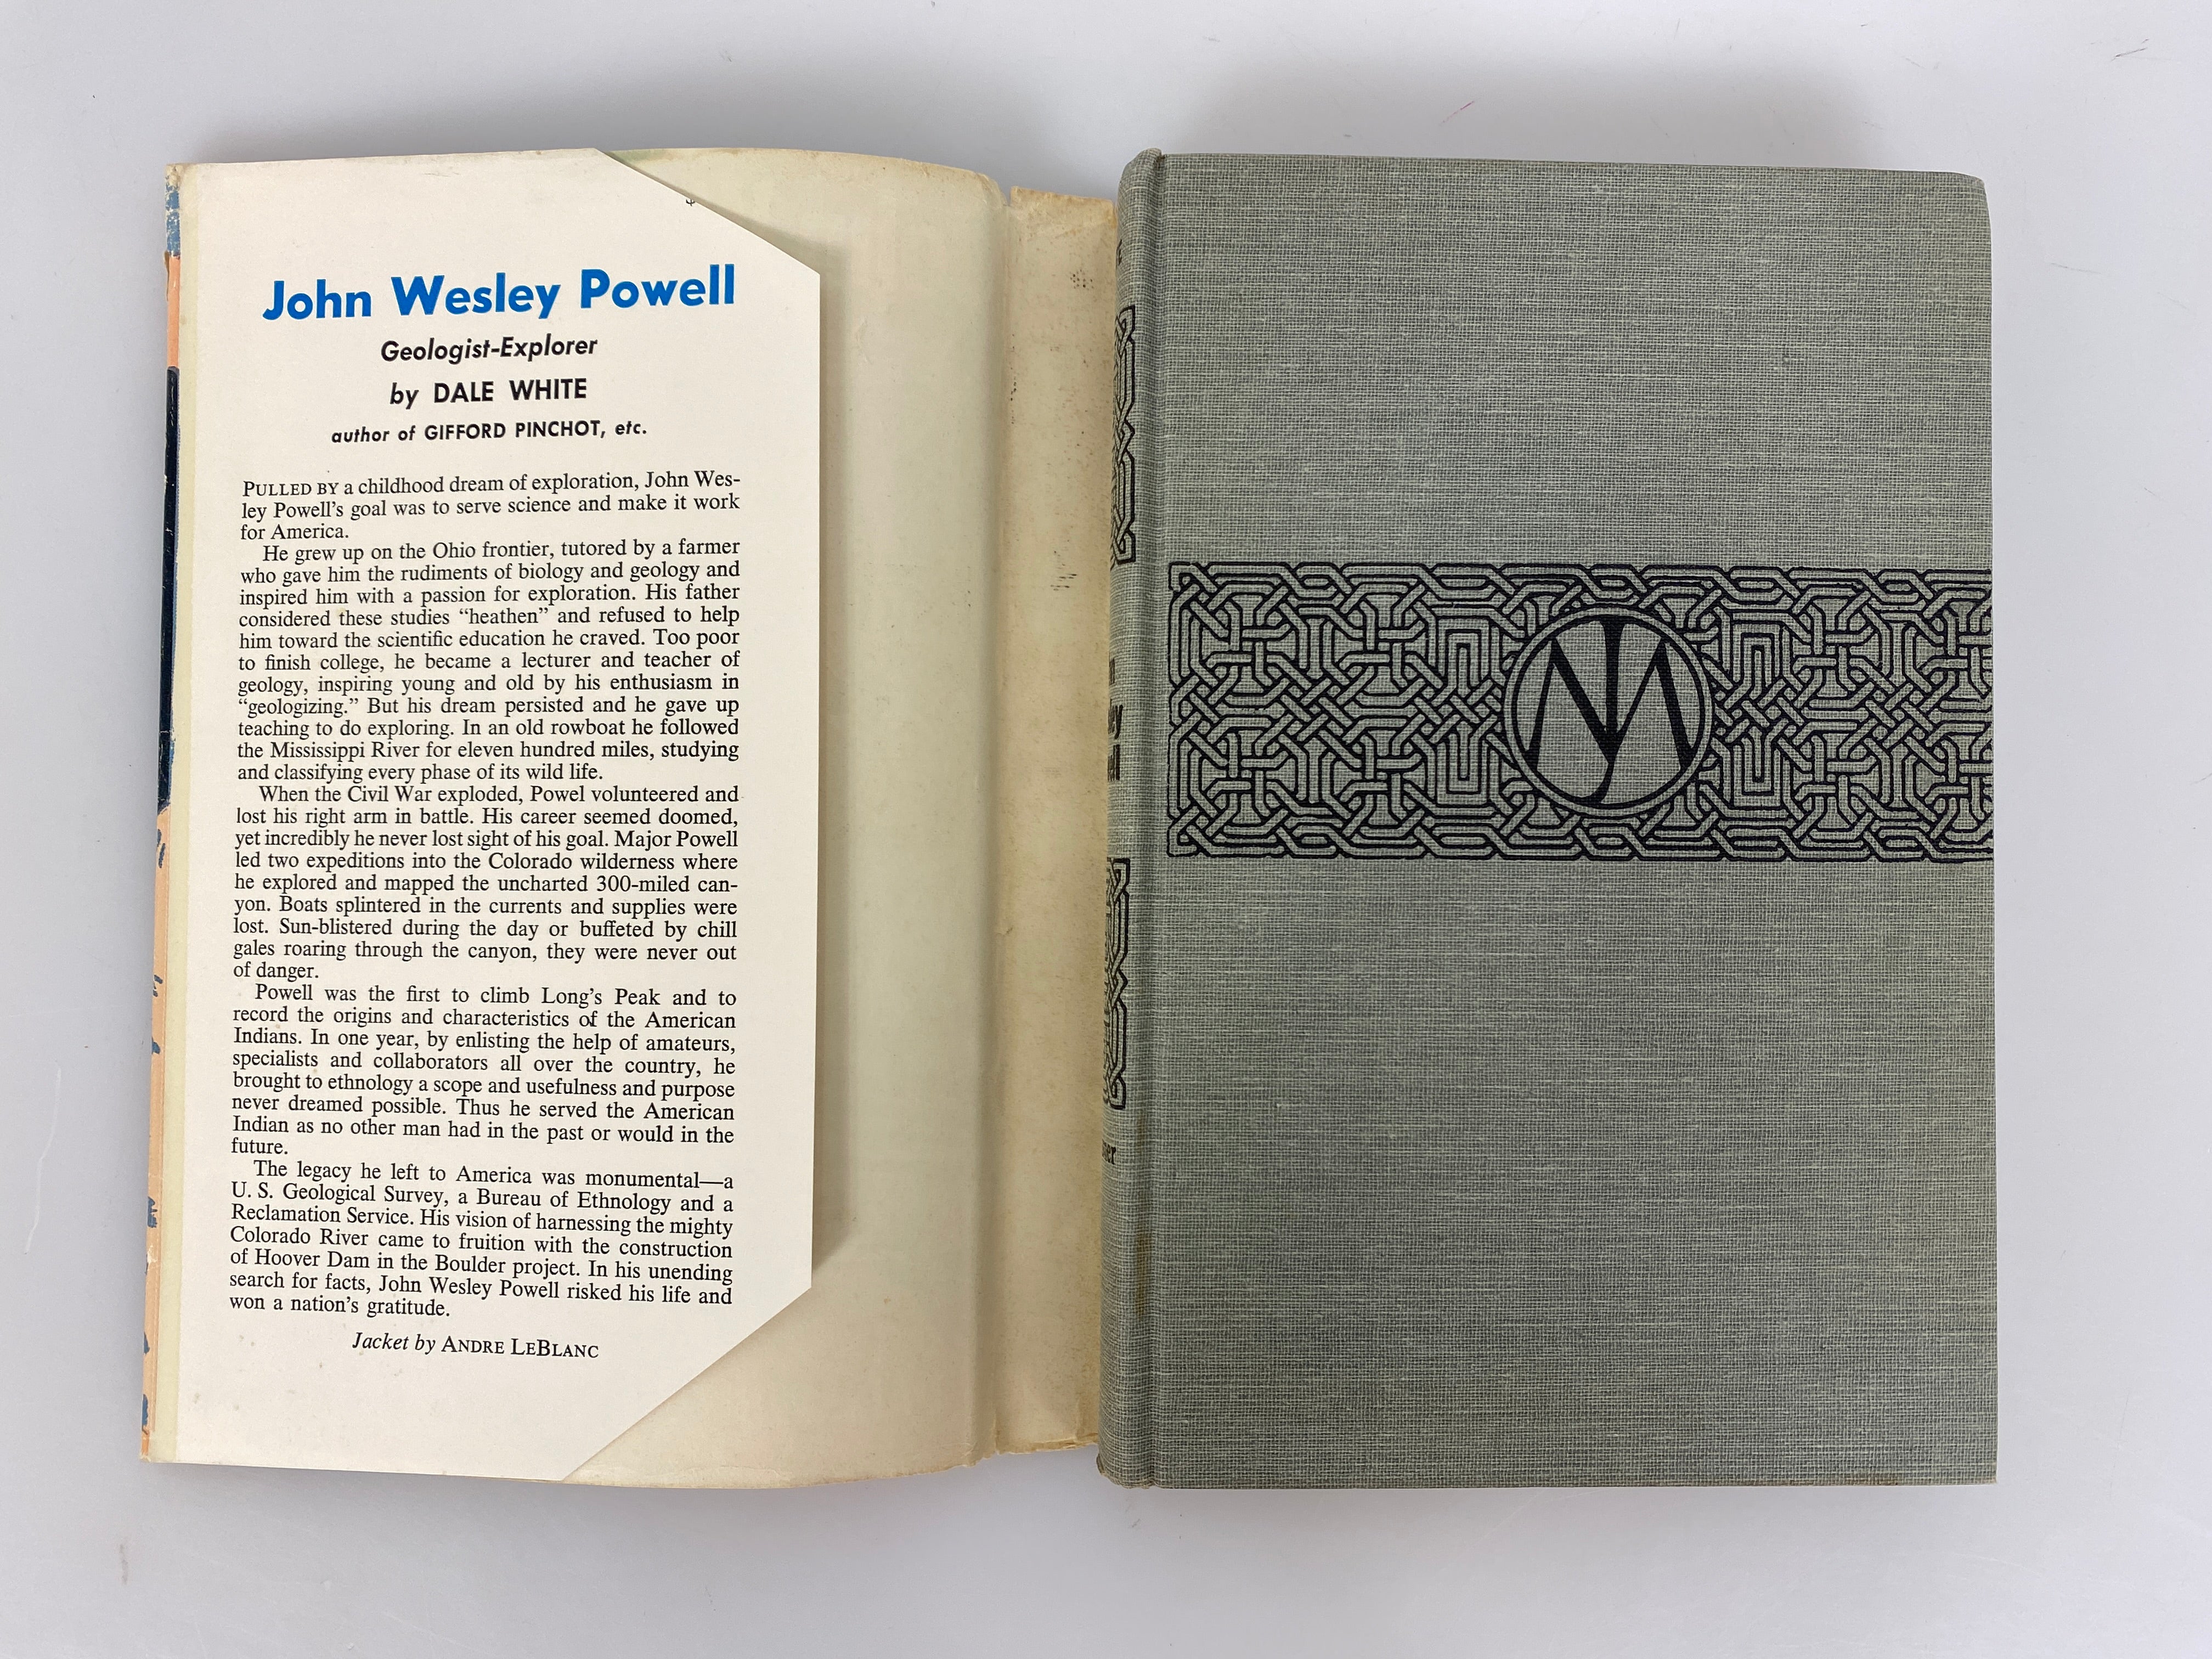 John Wesley Powell
Geologist-Explorer
by DALE WHITE
author of GIFFORD PINCHOT, etc.
PULLED BY a childhood dream of exploration, John Wes-
ley Powell's goal was to serve science and make it work
for America.
He grew up on the Ohio frontier, tutored by a farmer
who gave him the rudiments of biology and geology and
inspired him with a passion for exploration. His father
considered these studies “heathen” and refused to help
him toward the scientific education he craved. Too poor
to finish college, he became a lecturer and teacher of
geology, inspiring young and old by his enthusiasm in
“geologizing.” But his dream persisted and he gave up
teaching to do exploring. In an old rowboat he followed
the Mississippi River for eleven hundred miles, studying
and classifying every phase of its wild life.
When the Civil War exploded, Powel volunteered and
lost his right arm in battle. His career seemed doomed,
yet incredibly he never lost sight of his goal. Major Powell
led two expeditions into the Colorado wilderness where
he explored and mapped the uncharted 300-miled can-
yon. Boats splintered in the currents and supplies were
lost. Sun-blistered during the day or buffeted by chill
gales roaring through the canyon, they were never out
of danger.
Powell was the first to climb Long's Peak and to
record the origins and characteristics of the American
Indians. In one year, by enlisting the help of amateurs,
specialists and collaborators all over the country, he
brought to ethnology a scope and usefulness and purpose
never dreamed possible. Thus he served the American
Indian as no other man had in the past or would in the
future.
The legacy he left to America was monumental—a
U. S. Geological Survey, a Bureau of Ethnology and a
Reclamation Service. His vision of harnessing the mighty
Colorado River came to fruition with the construction
of Hoover Dam in the Boulder project. In his unending
search for facts, John Wesley Powell risked his life and
won a nation's gratitude.
Jacket by ANDRE LEBLANC